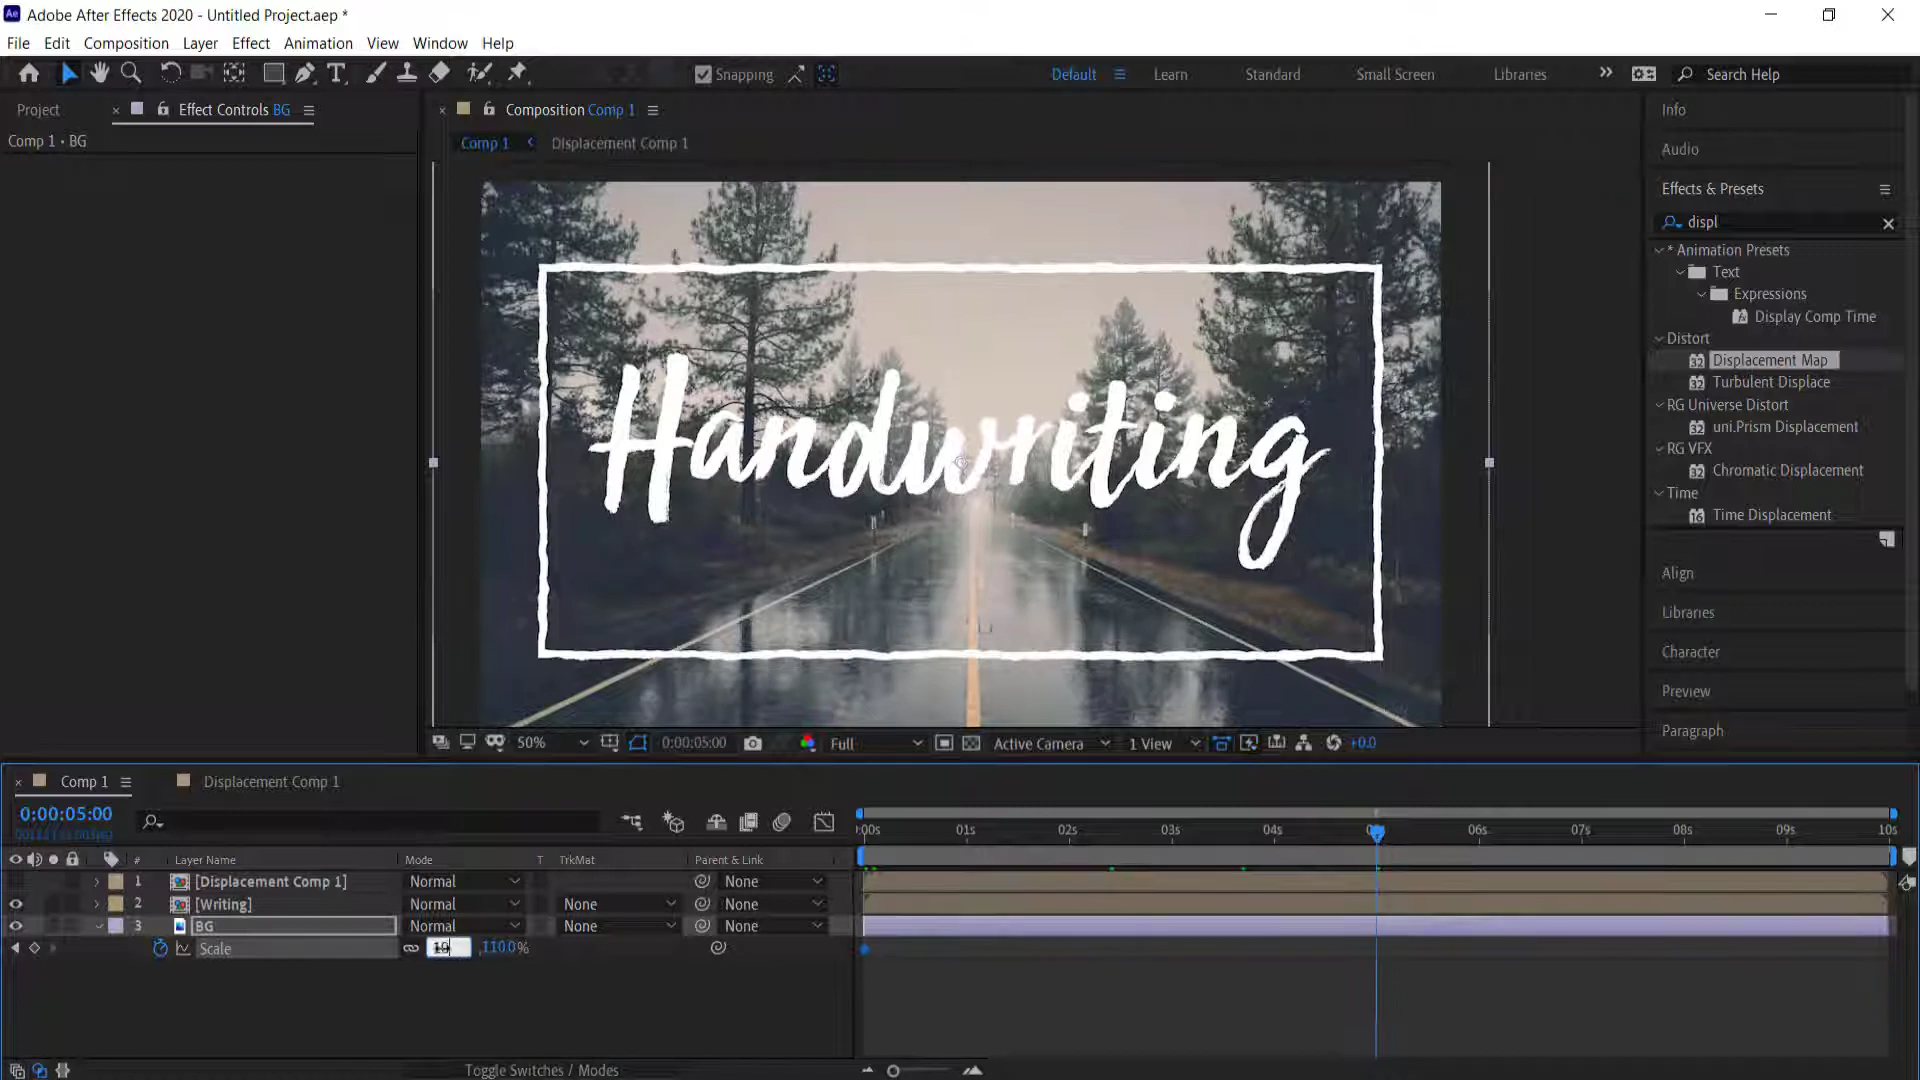 Adobe After Effects 2020 - Untitled Project.aep *
File Edit Composition Layer Effect Animation View Window Help
Snapping Default Learn Standard Small Screen Libraries Search Help
Project Effect Controls BG Composition Comp 1 Info
Comp 1 • BG Comp 1 Displacement Comp 1 Audio
Effects & Presets
displ
* Animation Presets
Text
Expressions
Display Comp Time
Distort
Displacement Map
Turbulent Displace
RG Universe Distort
uni.Prism Displacement
RG VFX
Chromatic Displacement
Time
Time Displacement
Handwriting
Align
Libraries
Character
Preview
Paragraph
50% 0:00:05:00 Full Active Camera 1 View +0.0
Comp 1 Displacement Comp 1
0:00:05:00
:00s 01s 02s 03s 04s 06s 07s 08s 09s 10s
# Layer Name Mode T TrkMat Parent & Link
1 [Displacement Comp 1] Normal None
2 [Writing] Normal None None
3 BG Normal None None
Scale 10 ,110.0%
Toggle Switches / Modes